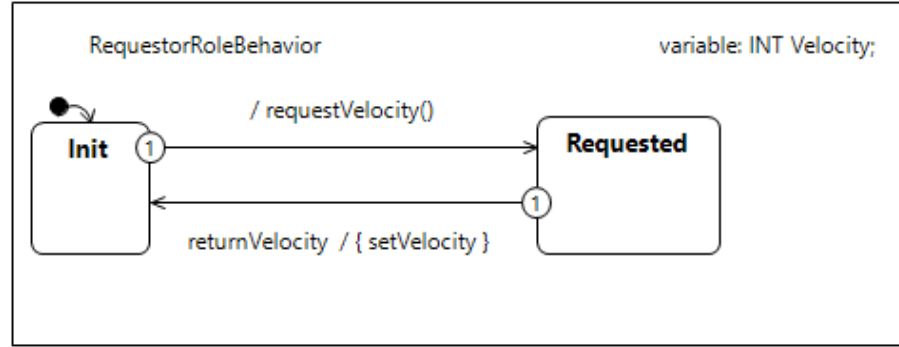 RequestorRoleBehavior
variable: INT Velocity;
/ requestVelocity()
Init
1
Requested
1
returnVelocity / { setVelocity }